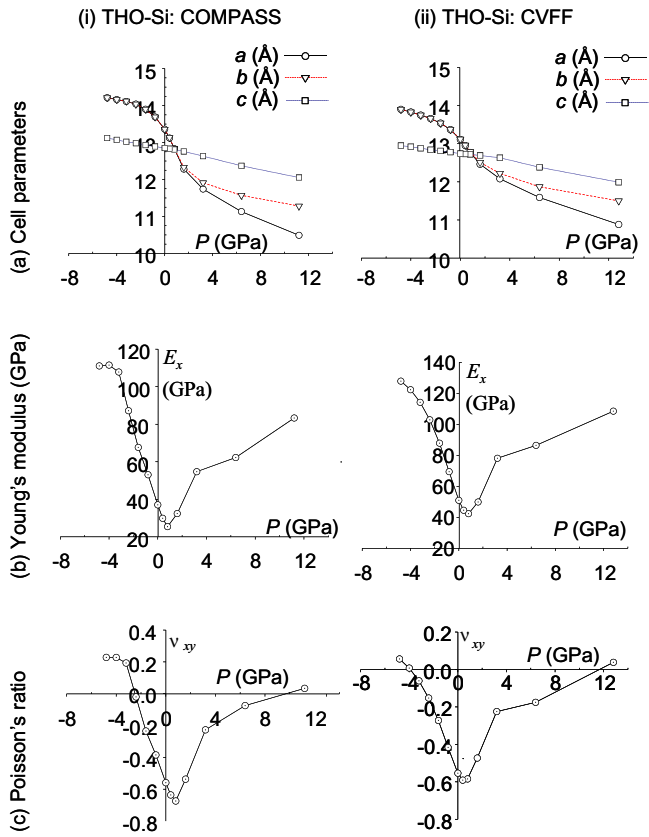 (i) THO-Si: COMPASS
(ii) THO-Si: CVFF
(a) Cell parameters
a (Å)
b (Å)
c (Å)
15
14
13
12
11
10
P (GPa)
-8 -4 0 4 8 12
a (Å)
b (Å)
c (Å)
15
14
13
12
11
10
P (GPa)
-8 -4 0 4 8 12
(b) Young's modulus (GPa)
Ex
(GPa)
120
100
80
60
40
20
P (GPa)
-8 -4 0 4 8 12
Ex
(GPa)
140
120
100
80
60
40
20
P (GPa)
-8 -4 0 4 8 12
(c) Poisson's ratio
νxy
0.4
0.2
0.0
-0.2
-0.4
-0.6
-0.8
P (GPa)
-8 -4 0 4 8 12
νxy
0.2
0.0
-0.2
-0.4
-0.6
-0.8
P (GPa)
-8 -4 0 4 8 12